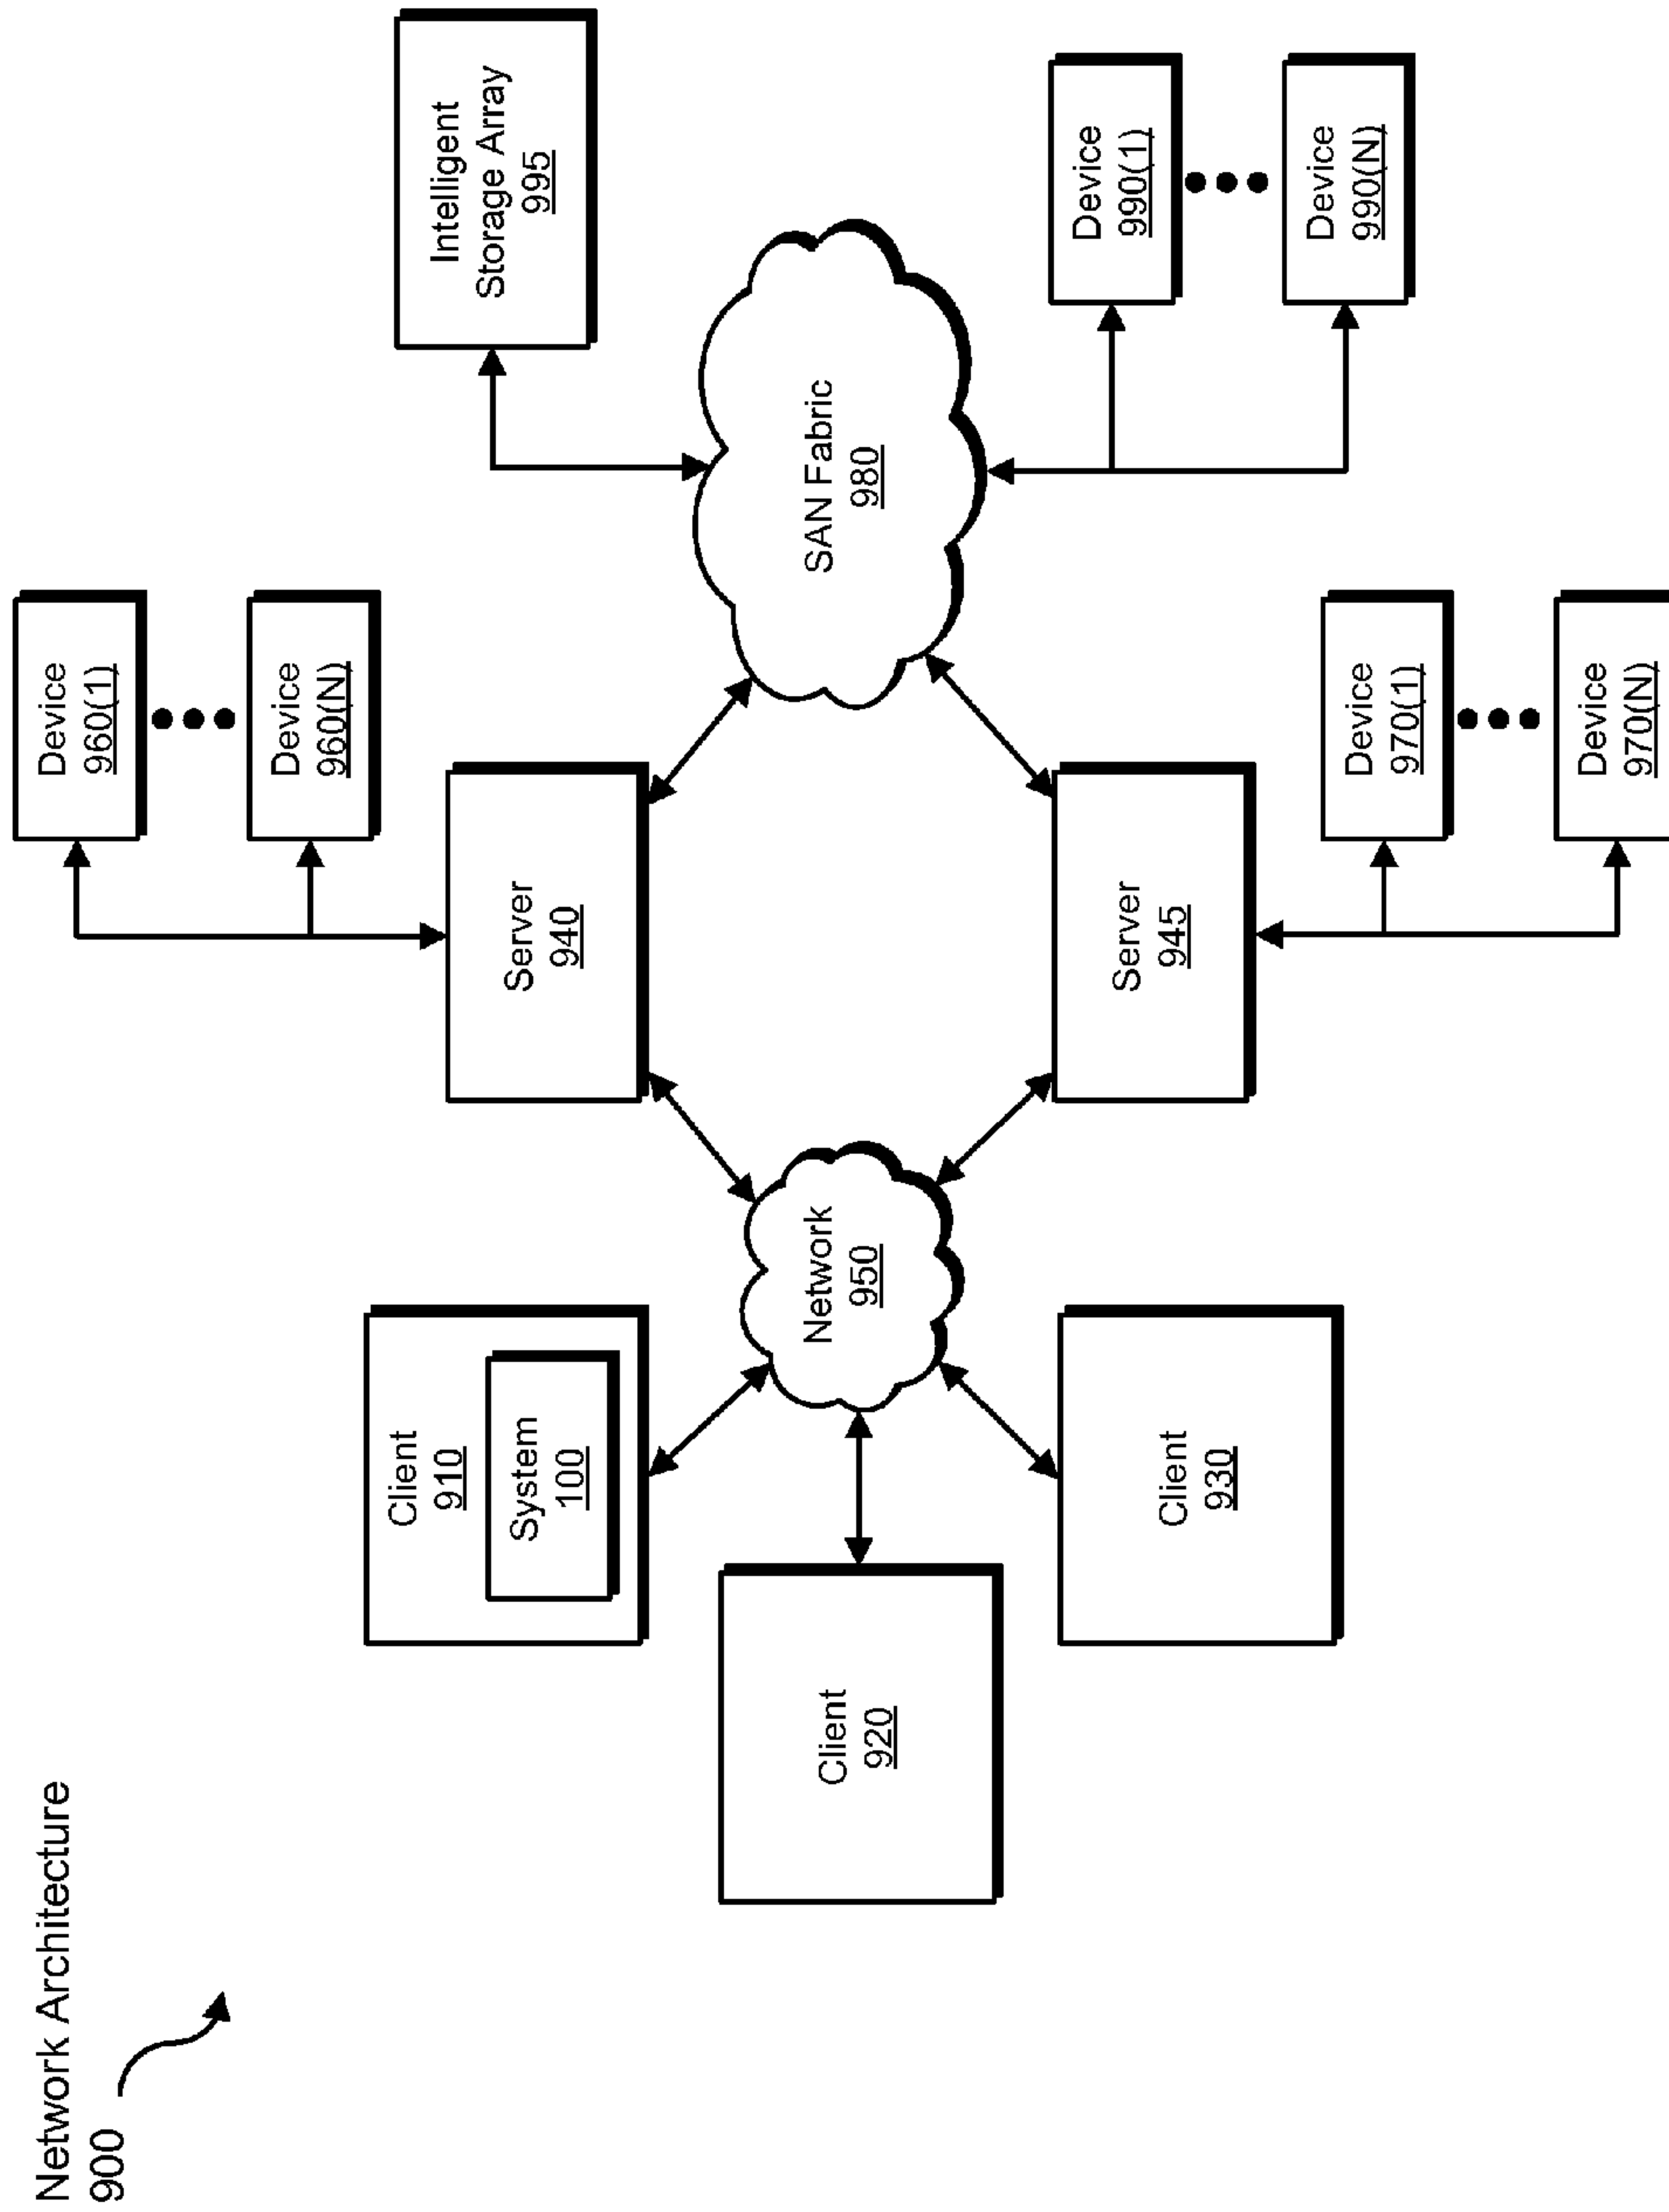 Network Architecture
900
Client
910
System
100
Client
920
Client
930
Network
950
Server
940
Server
945
Device
960(1)
Device
960(N)
Device
970(1)
Device
970(N)
SAN Fabric
980
Intelligent
Storage Array
995
Device
990(1)
Device
990(N)